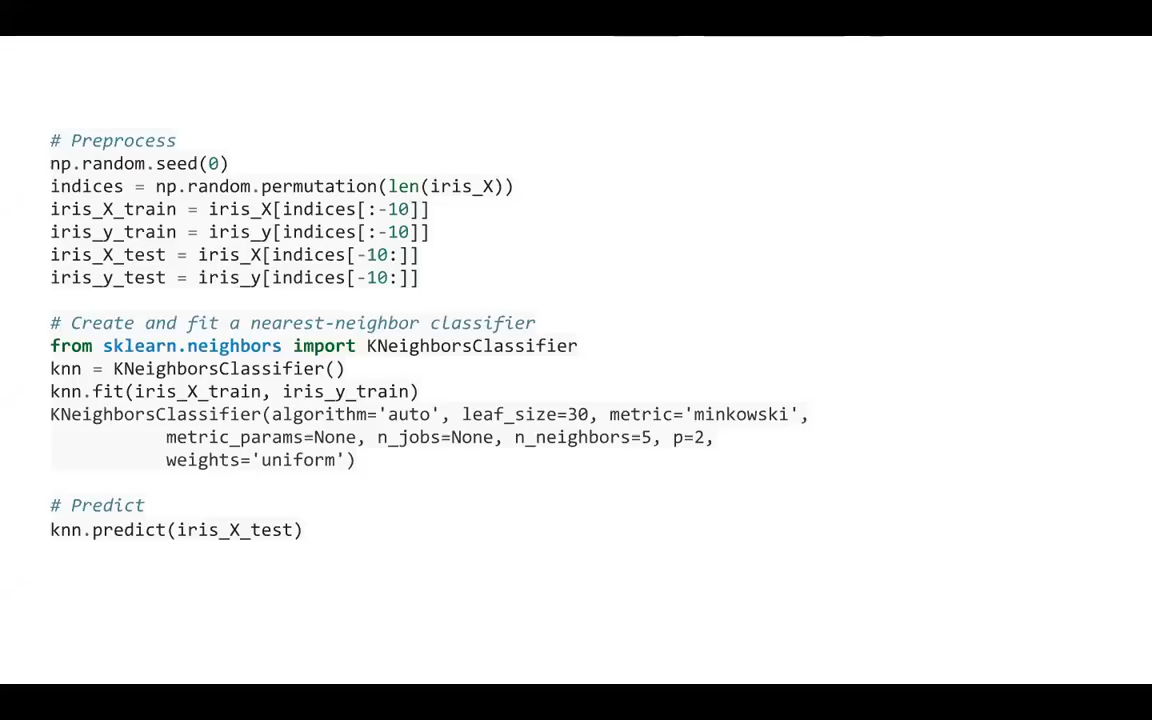 # Preprocess
np.random.seed(0)
indices = np.random.permutation(len(iris_X))
iris_X_train = iris_X[indices[:-10]]
iris_y_train = iris_y[indices[:-10]]
iris_X_test = iris_X[indices[-10:]]
iris_y_test = iris_y[indices[-10:]]
# Create and fit a nearest-neighbor classifier
from sklearn.neighbors import KNeighborsClassifier
knn = KNeighborsClassifier()
knn.fit(iris_X_train, iris_y_train)
KNeighborsClassifier(algorithm='auto', leaf_size=30, metric='minkowski',
metric_params=None, n_jobs=None, n_neighbors=5, p=2,
weights='uniform')
# Predict
knn.predict(iris_X_test)